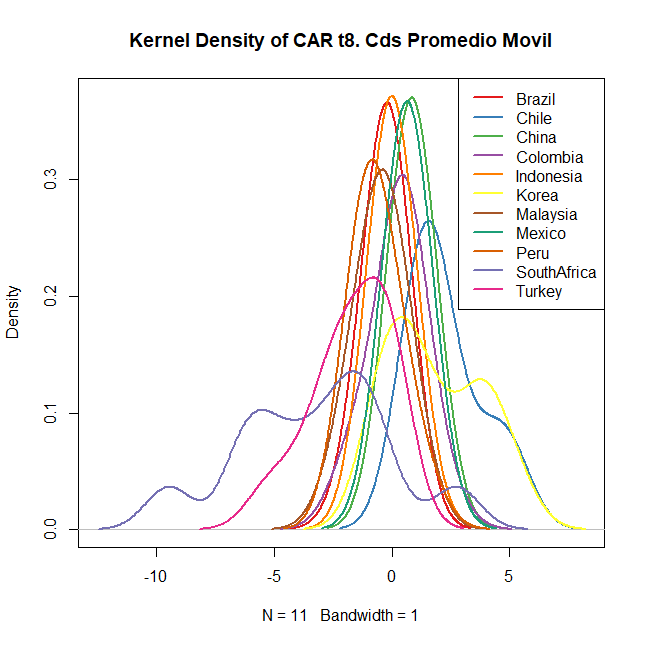 Kernel Density of CAR t8. Cds Promedio Movil
Brazil
Chile
China
Colombia
Indonesia
Korea
Malaysia
Mexico
Peru
SouthAfrica
Turkey
Density
0.3
0.2
0.1
0.0
-10
-5
0
5
N = 11 Bandwidth = 1